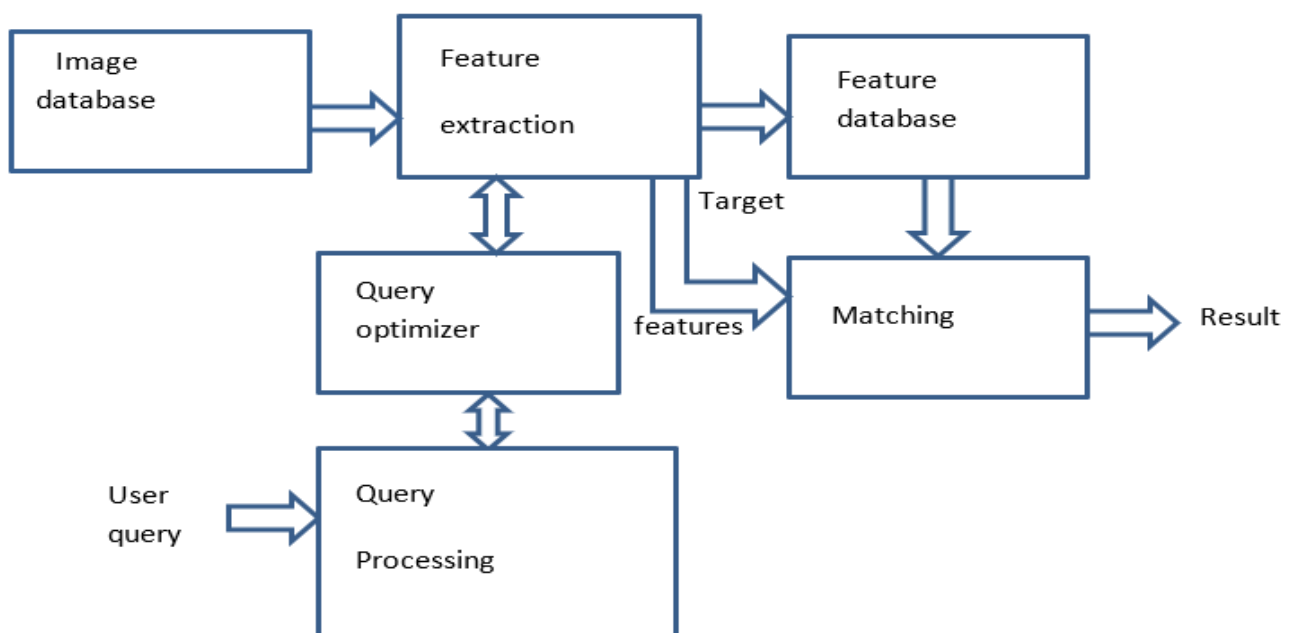 Image
database
Feature
extraction
Feature
database
Target
features
Query
optimizer
Matching
Result
User
query
Query
Processing